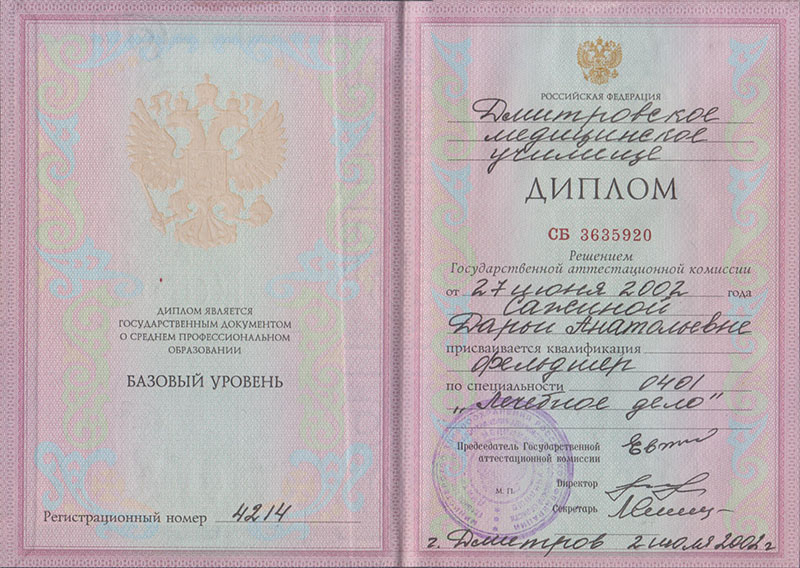 ДИПЛОМ ЯВЛЯЕТСЯ
ГОСУДАРСТВЕННЫМ ДОКУМЕНТОМ
О СРЕДНЕМ ПРОФЕССИОНАЛЬНОМ
ОБРАЗОВАНИИ
БАЗОВЫЙ УРОВЕНЬ
Регистрационный номер 4214
РОССИЙСКАЯ ФЕДЕРАЦИЯ
Дмитровское
медицинское
училище
ДИПЛОМ
СБ 3635920
Решением
Государственной аттестационной комиссии
от 27 июня 2002 года
Сажиной
Дарьи Анатольевне
присваивается квалификация
фельдшер
по специальности 0401
„Лечебное дело"
Председатель Государственной
аттестационной комиссии
М. П.
Директор
Секретарь
г. Дмитров 2 июля 2002 г